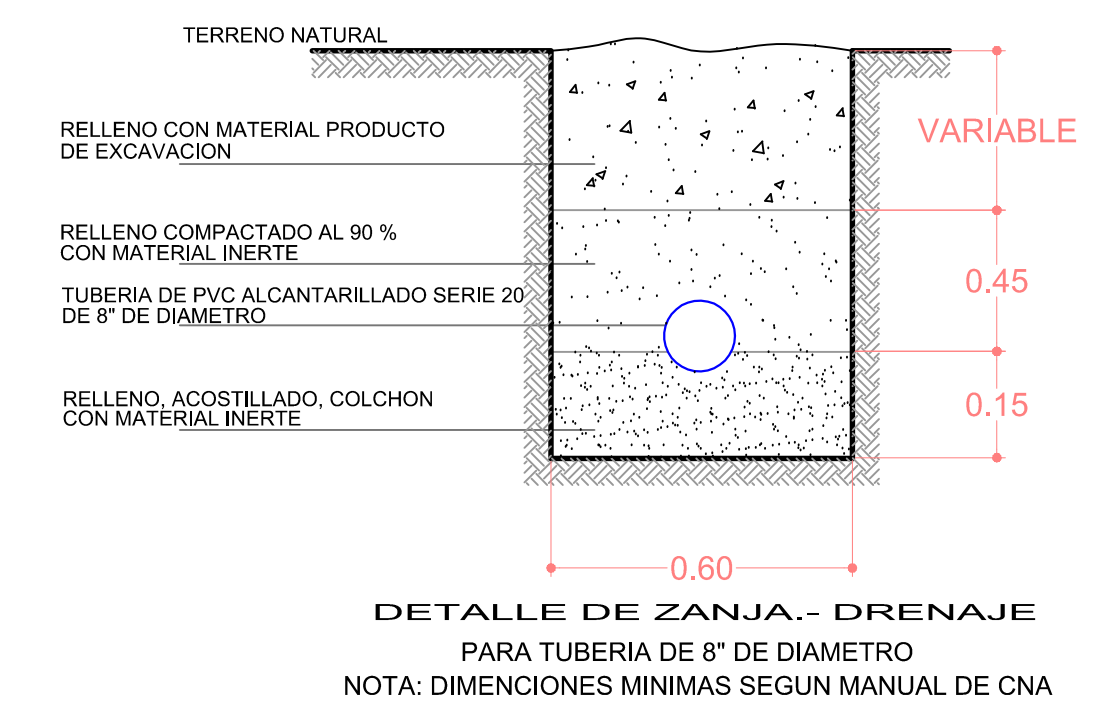 TERRENO NATURAL
RELLENO CON MATERIAL PRODUCTO
DE EXCAVACION
VARIABLE
RELLENO COMPACTADO AL 90 %
CON MATERIAL INERTE
0.45
TUBERIA DE PVC ALCANTARILLADO SERIE 20
DE 8" DE DIAMETRO
RELLENO, ACOSTILLADO, COLCHON
CON MATERIAL INERTE
0.15
0.60
DETALLE DE ZANJA.- DRENAJE
PARA TUBERIA DE 8" DE DIAMETRO
NOTA: DIMENCIONES MINIMAS SEGUN MANUAL DE CNA